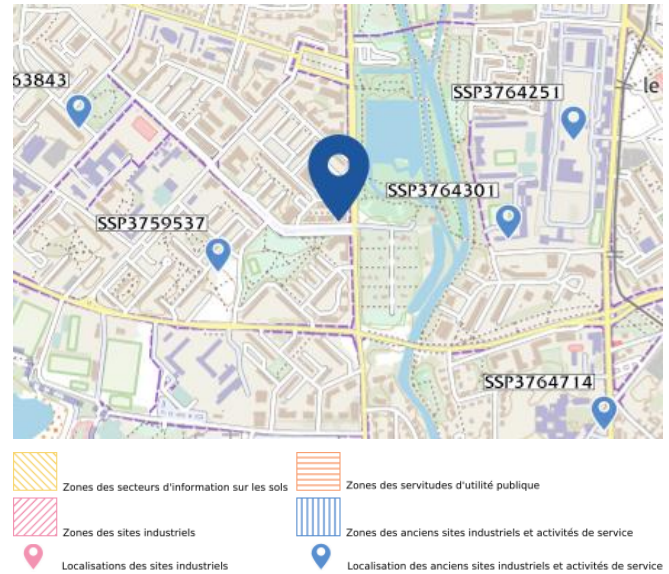 63843
SSP3764251
le
SSP3764301
SSP3759537
SSP3764714
Zones des secteurs d'information sur les sols
Zones des servitudes d'utilité publique
Zones des sites industriels
Zones des anciens sites industriels et activités de service
Localisations des sites industriels
Localisation des anciens sites industriels et activités de service